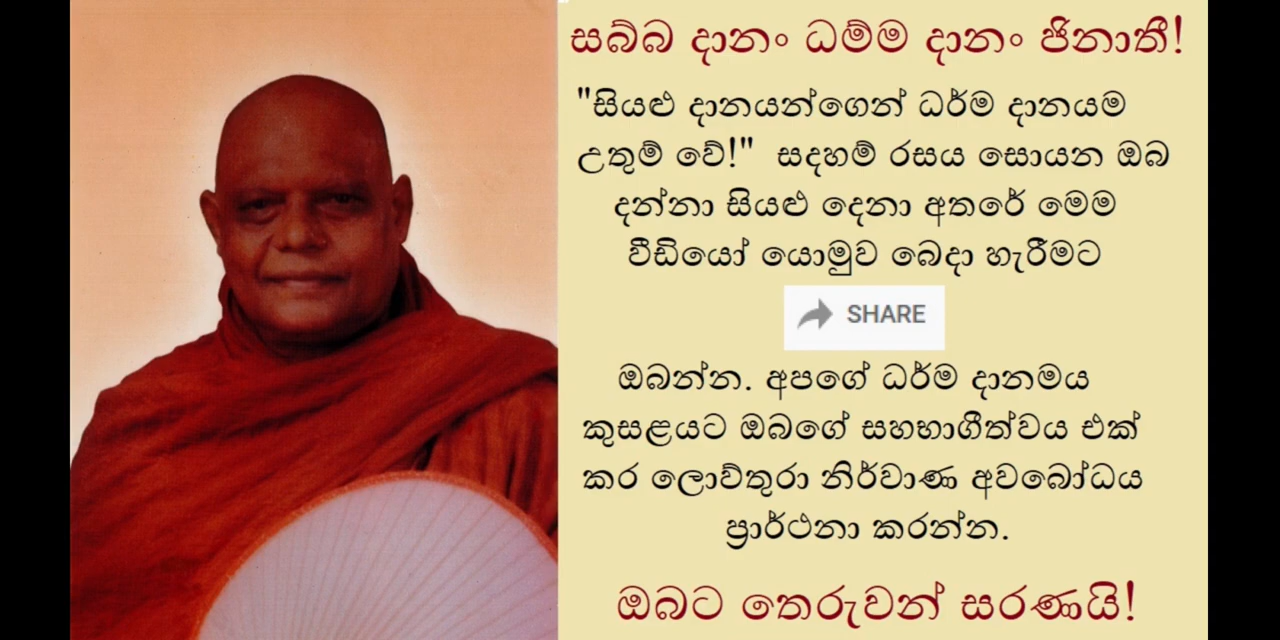 සබ්බ දානං ධම්ම දානං ජිනාතී!
"සියළු දානයන්ගෙන් ධර්ම දානයම
උතුම් වේ!" සදහම් රසය සොයන ඔබ
දන්නා සියළු දෙනා අතරේ මෙම
වීඩියෝ යොමුව බෙදා හැරීමට
SHARE
ඔබන්න. අපගේ ධර්ම දානමය
කුසළයට ඔබගේ සහභාගීත්වය එක්
කර ලොව්තුරා නිර්වාණ අවබෝධය
ප්‍රාර්ථනා කරන්න.
ඔබට තෙරුවන් සරණයි!